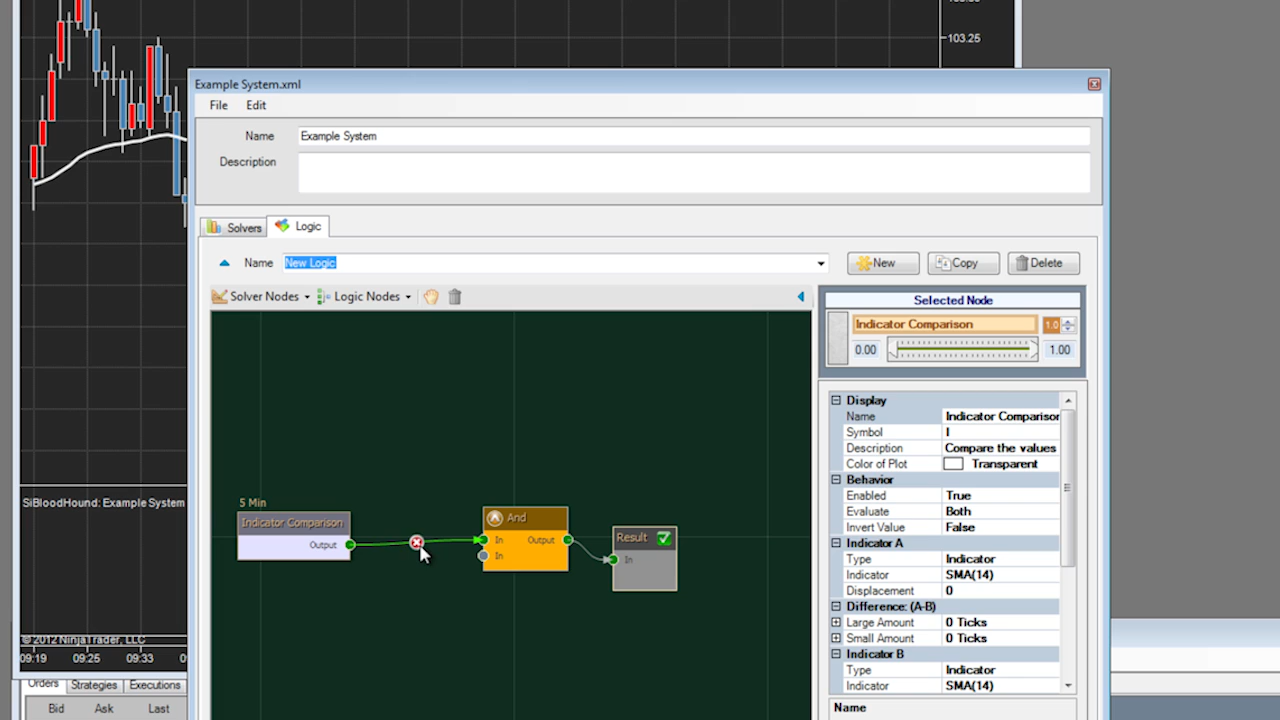 103.25
Example System.xml
File Edit
Name Example System
Description
Solvers Logic
Name New Logic New Copy Delete
Solver Nodes Logic Nodes
Selected Node
Indicator Comparison 1.0
0.00 1.00
Display
Name Indicator Comparison
Symbol I
Description Compare the values
Color of Plot Transparent
Behavior
Enabled True
Evaluate Both
Invert Value False
Indicator A
Type Indicator
Indicator SMA(14)
Displacement 0
Difference: (A-B)
Large Amount 0 Ticks
Small Amount 0 Ticks
Indicator B
Type Indicator
Indicator SMA(14)
Name
5 Min
Indicator Comparison
Output
And
In Output
In
Result
In
SiBloodHound: Example System
© 2012 NinjaTrader, LLC
09:19 09:25 09:33 0
Orders Strategies Executions
Bid Ask Last